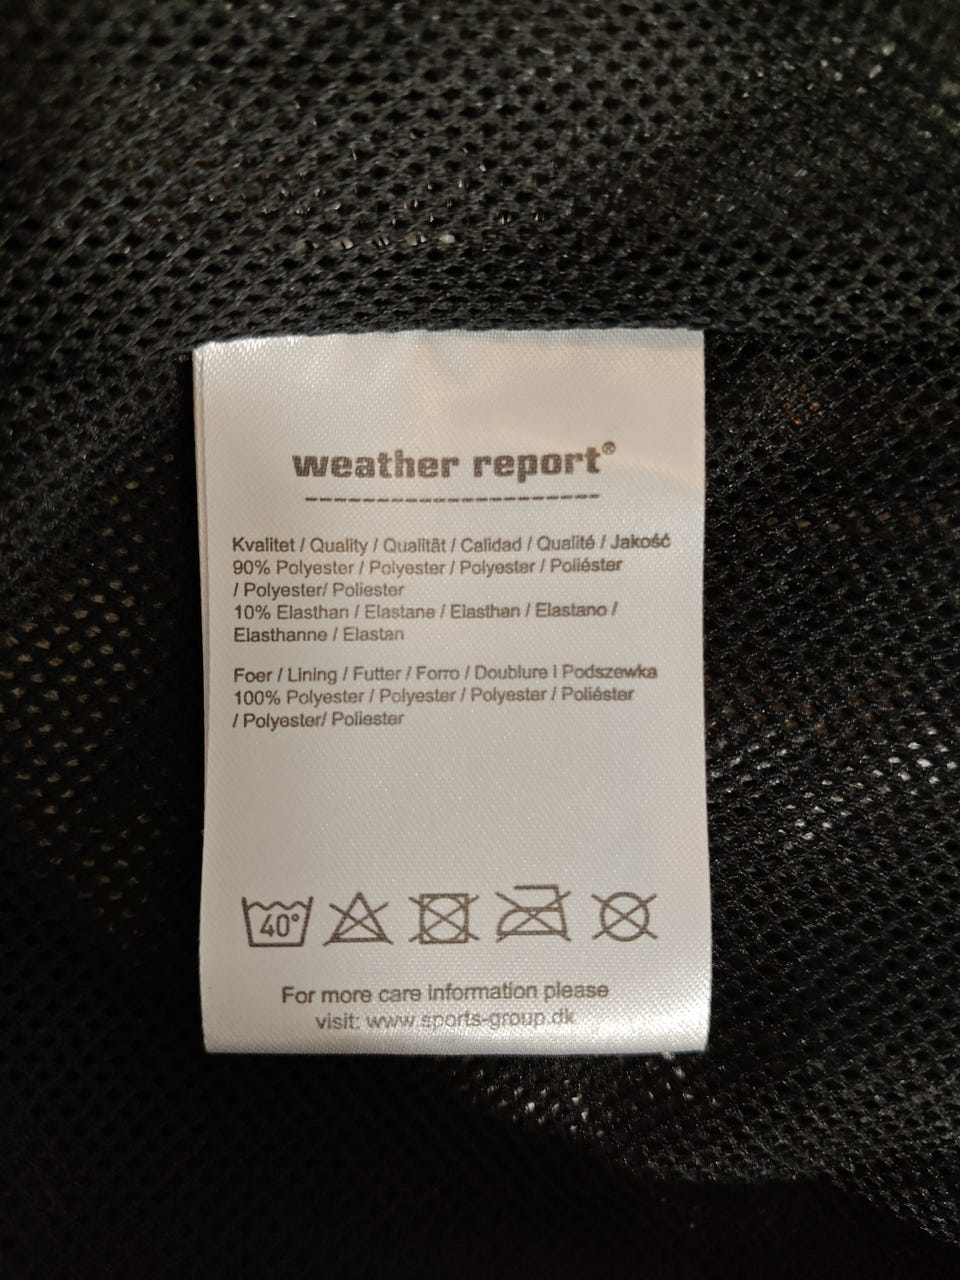 weather report®
Kvalitet / Quality / Qualität / Calidad / Qualité / Jakość
90% Polyester / Polyester / Polyester / Poliéster
/ Polyester/ Poliester
10% Elasthan / Elastane / Elasthan / Elastano /
Elasthanne / Elastan
Foer / Lining / Futter / Forro / Doublure i Podszewka
100% Polyester / Polyester / Polyester / Poliéster
/ Polyester/ Poliester
40°
For more care information please
visit: www.sports-group.dk